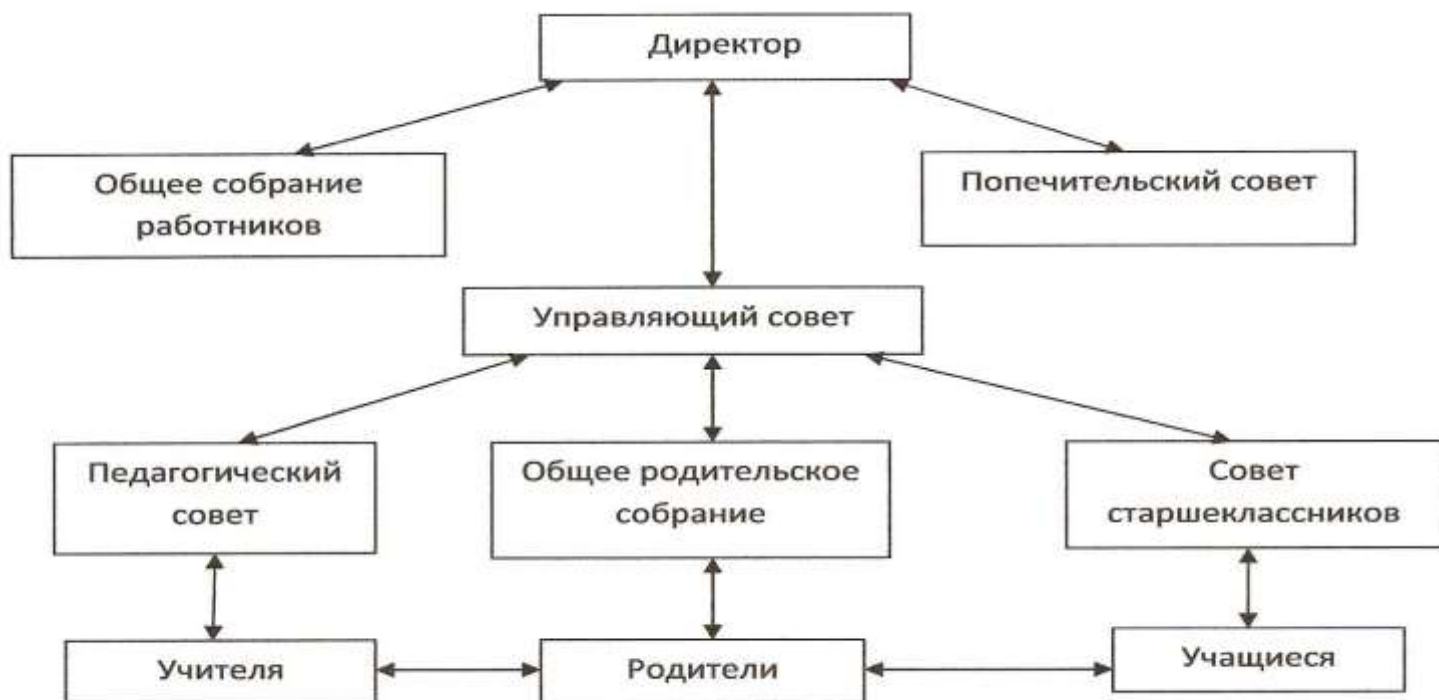 Директор
Общее собрание
работников
Попечительский совет
Управляющий совет
Педагогический
совет
Общее родительское
собрание
Совет
старшеклассников
Учителя
Родители
Учащиеся